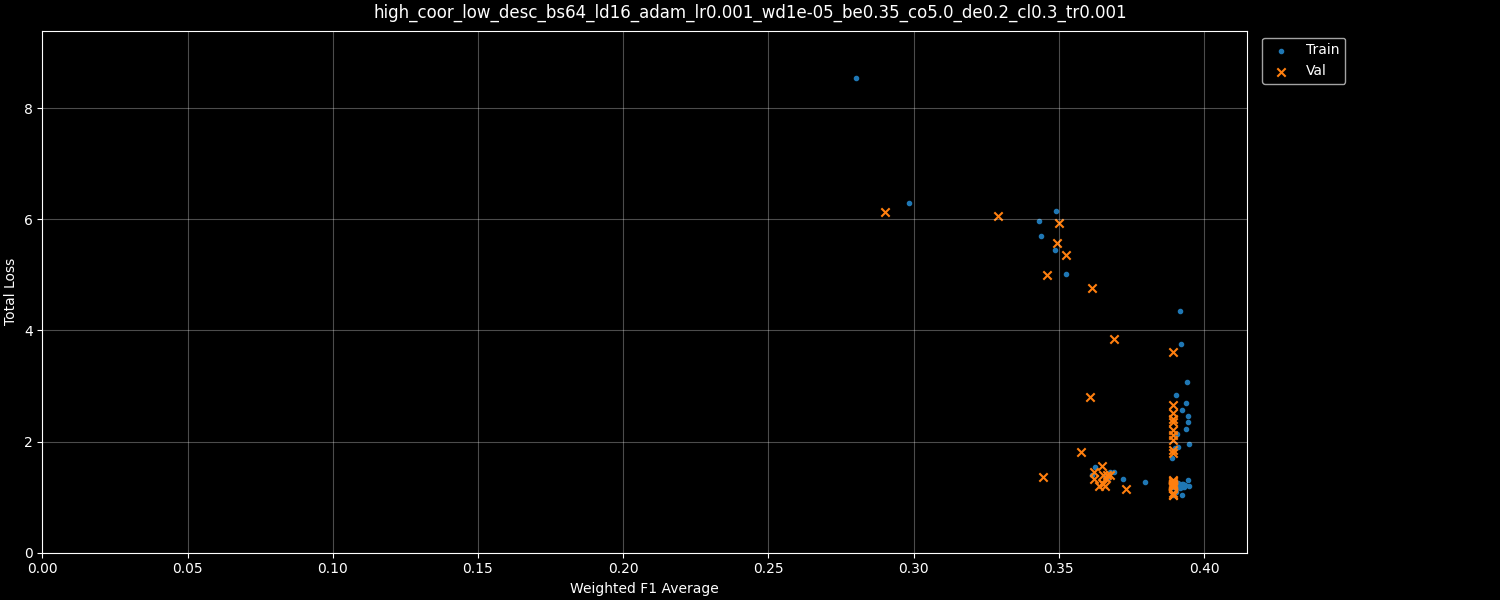 high_coor_low_desc_bs64_ld16_adam_lr0.001_wd1e-05_be0.35_co5.0_de0.2_cl0.3_tr0.001
Train
Val
Total Loss
8
6
4
2
0
0.00 0.05 0.10 0.15 0.20 0.25 0.30 0.35 0.40
Weighted F1 Average